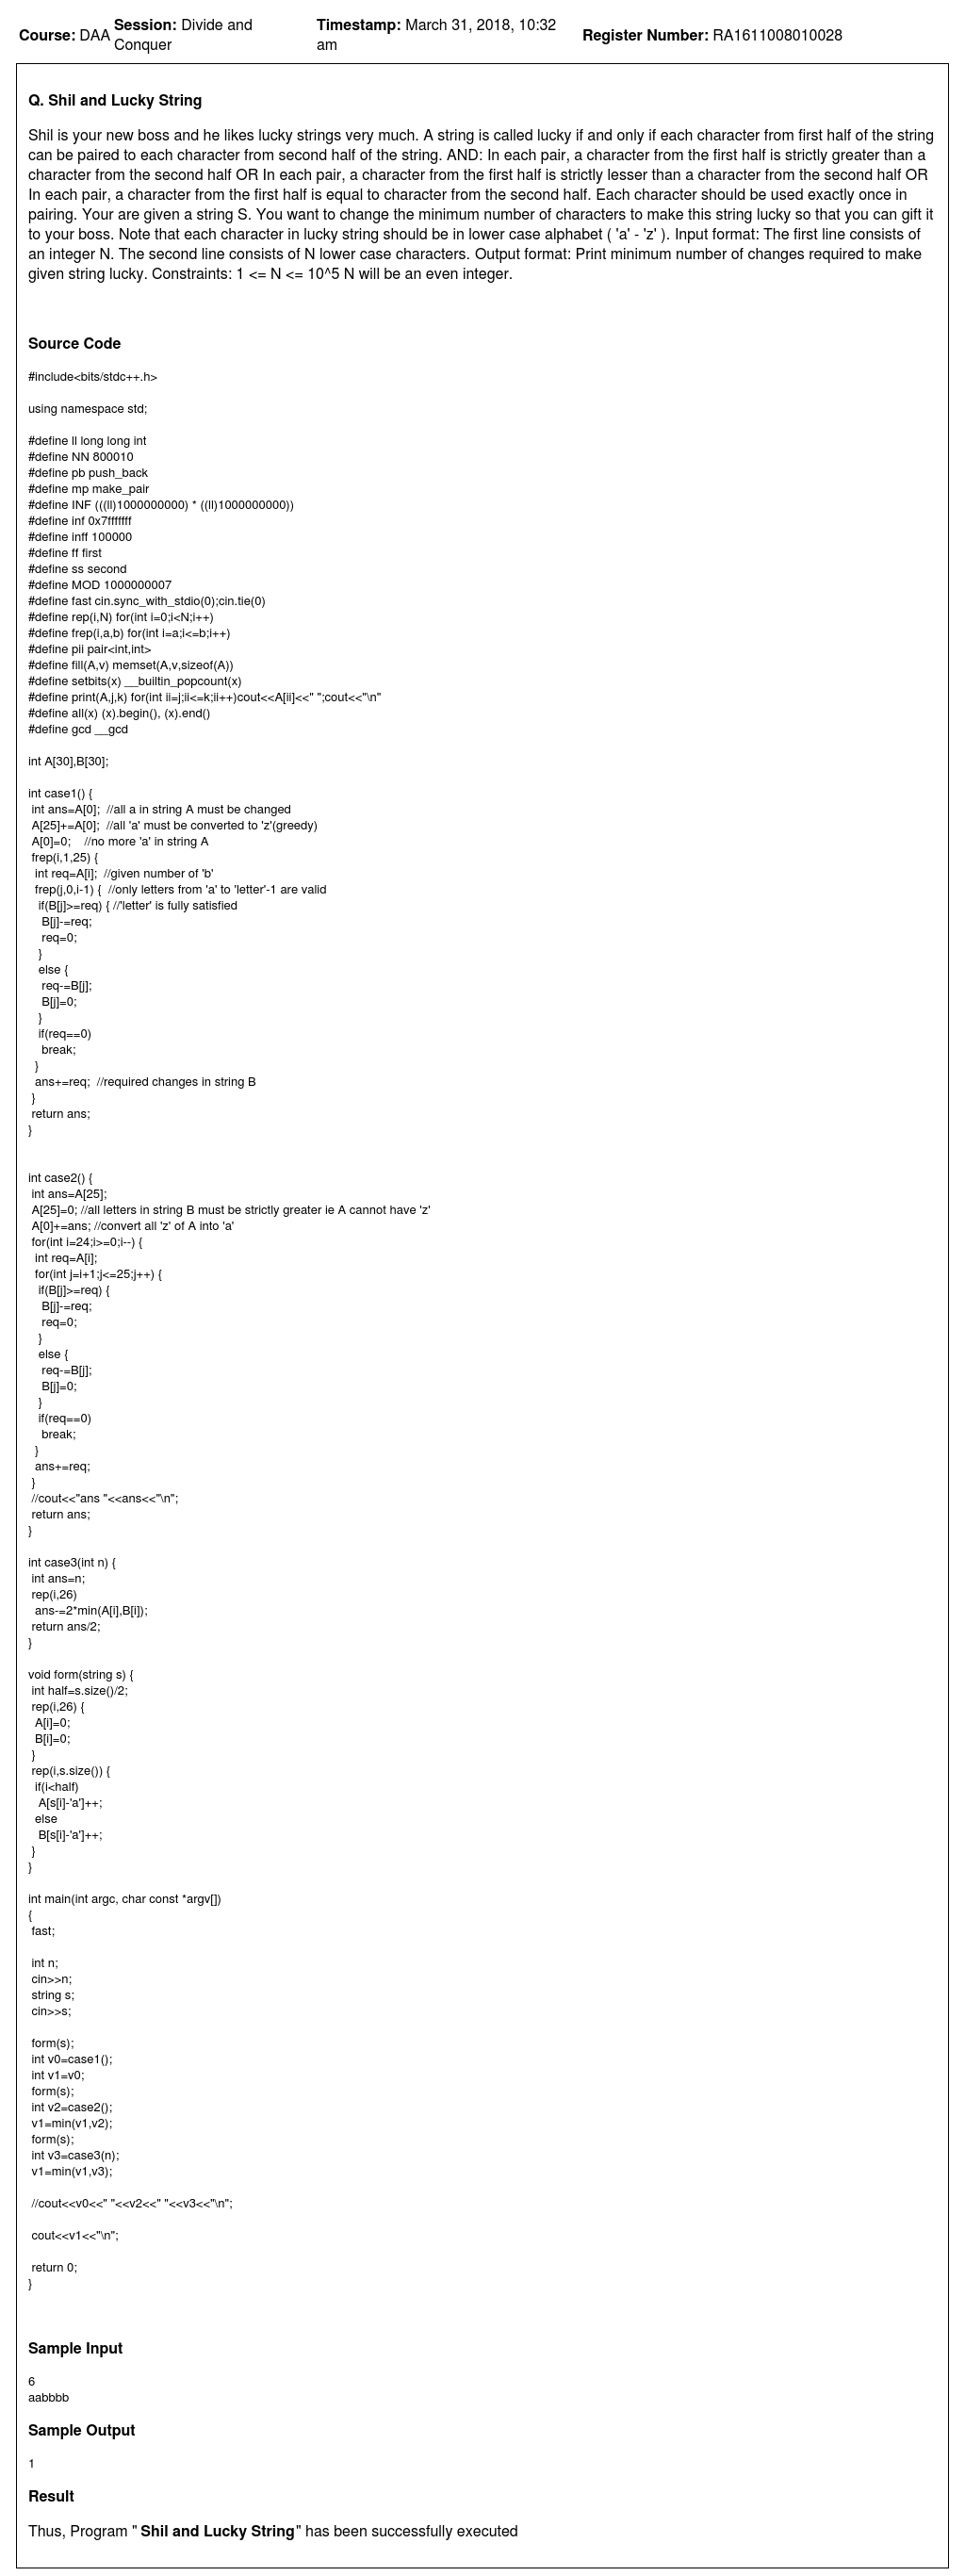 Course: DAA Session: Divide and Conquer Timestamp: March 31, 2018, 10:32 am Register Number: RA1611008010028
Q. Shil and Lucky String
Shil is your new boss and he likes lucky strings very much. A string is called lucky if and only if each character from first half of the string
can be paired to each character from second half of the string. AND: In each pair, a character from the first half is strictly greater than a
character from the second half OR In each pair, a character from the first half is strictly lesser than a character from the second half OR
In each pair, a character from the first half is equal to character from the second half. Each character should be used exactly once in
pairing. Your are given a string S. You want to change the minimum number of characters to make this string lucky so that you can gift it
to your boss. Note that each character in lucky string should be in lower case alphabet ( 'a' - 'z' ). Input format: The first line consists of
an integer N. The second line consists of N lower case characters. Output format: Print minimum number of changes required to make
given string lucky. Constraints: 1 <= N <= 10^5 N will be an even integer.
Source Code
#include<bits/stdc++.h>
using namespace std;
#define ll long long int
#define NN 800010
#define pb push_back
#define mp make_pair
#define INF (((ll)1000000000) * ((ll)1000000000))
#define inf 0x7fffffff
#define inff 100000
#define ff first
#define ss second
#define MOD 1000000007
#define fast cin.sync_with_stdio(0);cin.tie(0)
#define rep(i,N) for(int i=0;i<N;i++)
#define frep(i,a,b) for(int i=a;i<=b;i++)
#define pii pair<int,int>
#define fill(A,v) memset(A,v,sizeof(A))
#define setbits(x) __builtin_popcount(x)
#define print(A,j,k) for(int ii=j;ii<=k;ii++)cout<<A[ii]<<" ";cout<<"\n"
#define all(x) (x).begin(), (x).end()
#define gcd __gcd
int A[30],B[30];
int case1() {
int ans=A[0]; //all a in string A must be changed
A[25]+=A[0]; //all 'a' must be converted to 'z'(greedy)
A[0]=0; //no more 'a' in string A
frep(i,1,25) {
int req=A[i]; //given number of 'b'
frep(j,0,i-1) { //only letters from 'a' to 'letter'-1 are valid
if(B[j]>=req) { //'letter' is fully satisfied
B[j]-=req;
req=0;
}
else {
req-=B[j];
B[j]=0;
}
if(req==0)
break;
}
ans+=req; //required changes in string B
}
return ans;
}
int case2() {
int ans=A[25];
A[25]=0; //all letters in string B must be strictly greater ie A cannot have 'z'
A[0]+=ans; //convert all 'z' of A into 'a'
for(int i=24;i>=0;i--) {
int req=A[i];
for(int j=i+1;j<=25;j++) {
if(B[j]>=req) {
B[j]-=req;
req=0;
}
else {
req-=B[j];
B[j]=0;
}
if(req==0)
break;
}
ans+=req;
}
//cout<<"ans "<<ans<<"\n";
return ans;
}
int case3(int n) {
int ans=n;
rep(i,26)
ans-=2*min(A[i],B[i]);
return ans/2;
}
void form(string s) {
int half=s.size()/2;
rep(i,26) {
A[i]=0;
B[i]=0;
}
rep(i,s.size()) {
if(i<half)
A[s[i]-'a']++;
else
B[s[i]-'a']++;
}
}
int main(int argc, char const *argv[])
{
fast;
int n;
cin>>n;
string s;
cin>>s;
form(s);
int v0=case1();
int v1=v0;
form(s);
int v2=case2();
v1=min(v1,v2);
form(s);
int v3=case3(n);
v1=min(v1,v3);
//cout<<v0<<" "<<v2<<" "<<v3<<"\n";
cout<<v1<<"\n";
return 0;
}
Sample Input
6
aabbbb
Sample Output
1
Result
Thus, Program " Shil and Lucky String" has been successfully executed